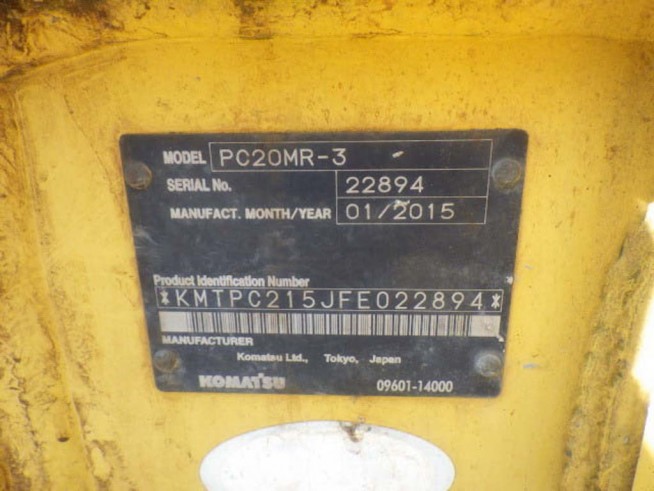 MODEL PC20MR-3
SERIAL No. 22894
MANUFACT. MONTH/YEAR 01/2015
Product Identification Number
*KMTPC215JFE022894*
MANUFACTURER
Komatsu Ltd., Tokyo, Japan
KOMATSU 09601-14000